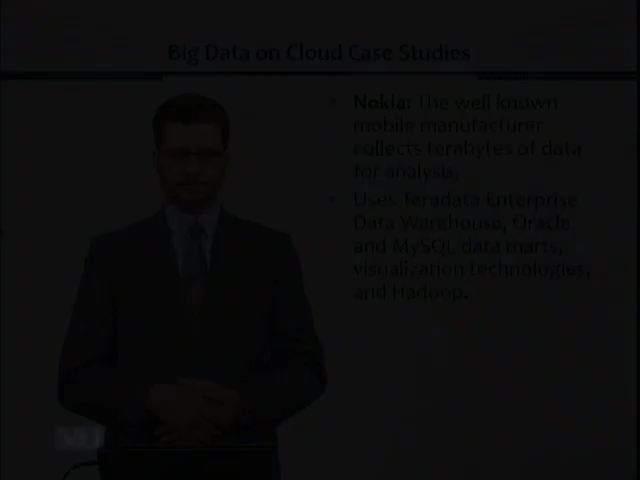 Big Data on Cloud Case Studies
• Nokia: The well known
mobile manufacturer
collects terabytes of data
for analysis,
• Uses Teradata Enterprise
Data Warehouse, Oracle
and MySQL data marts,
visualization technologies,
and Hadoop.
VU